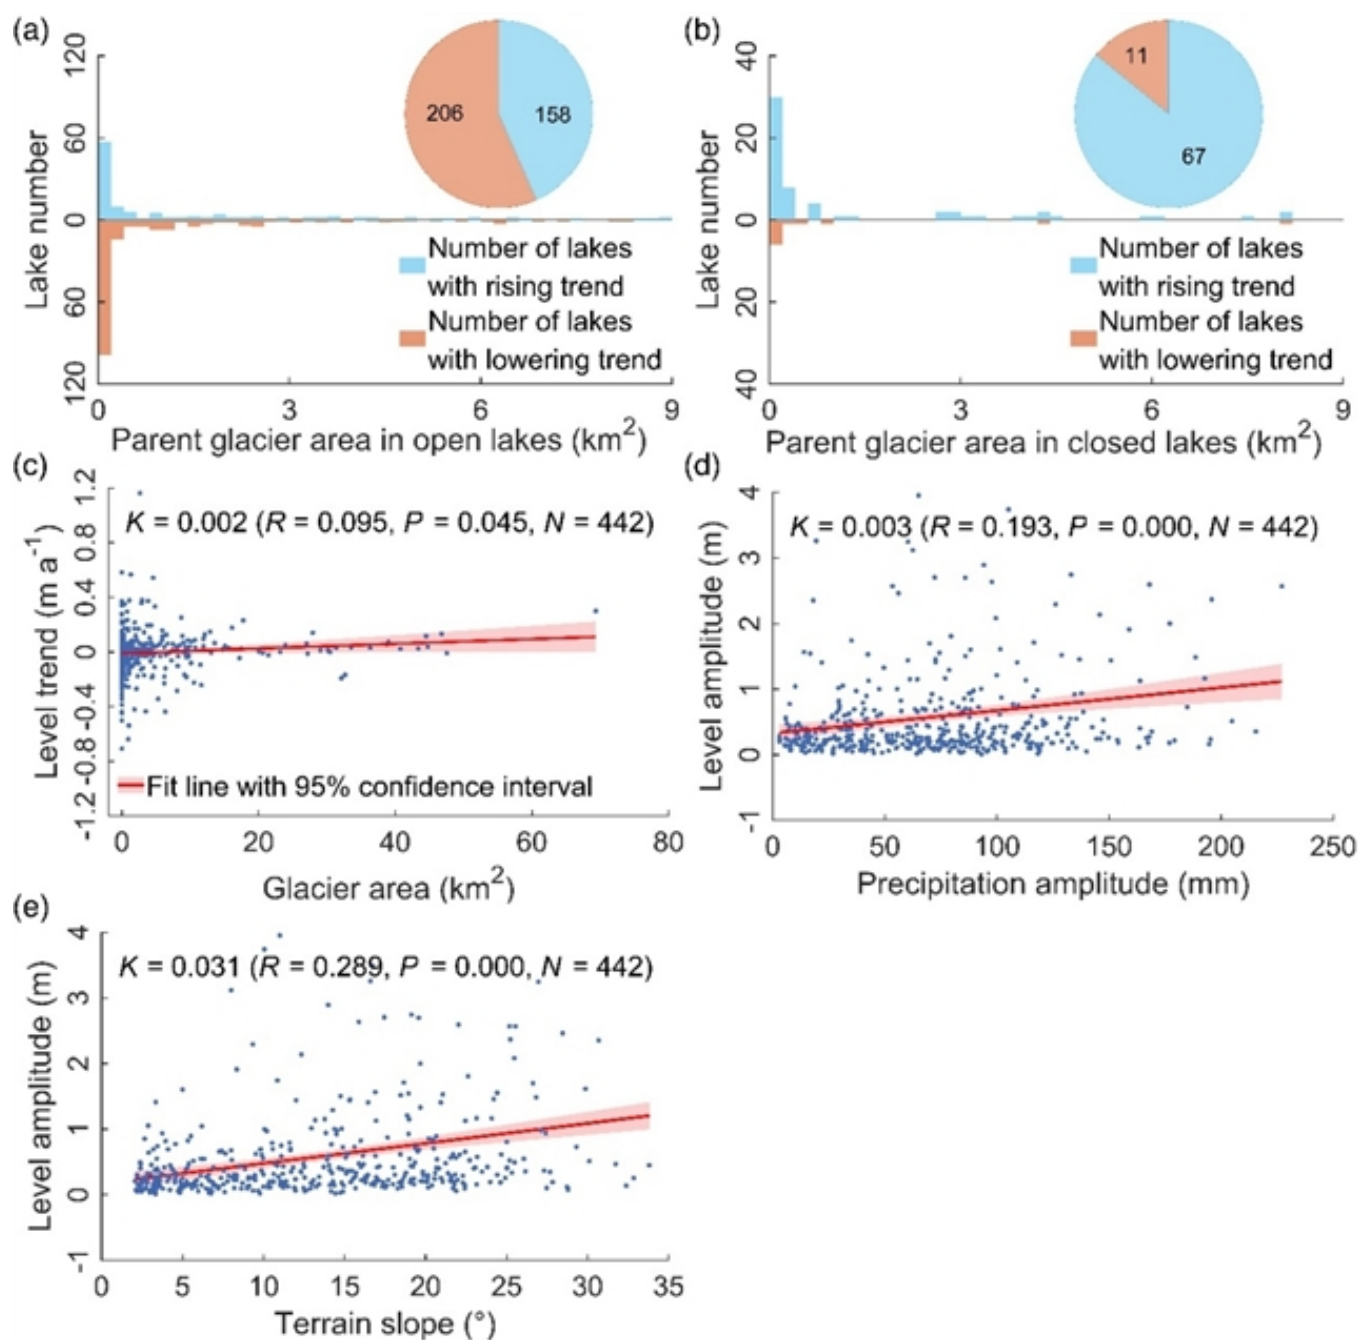 (a)
120
60
0
60
120
Lake number
206
158
Number of lakes
with rising trend
Number of lakes
with lowering trend
0 3 6 9
Parent glacier area in open lakes (km²)
(b)
40
20
0
20
40
Lake number
11
67
Number of lakes
with rising trend
Number of lakes
with lowering trend
0 3 6 9
Parent glacier area in closed lakes (km²)
(c)
1.2
0.8
0.4
0
-0.4
-0.8
-1.2
Level trend (m a⁻¹)
K = 0.002 (R = 0.095, P = 0.045, N = 442)
Fit line with 95% confidence interval
0 20 40 60 80
Glacier area (km²)
(d)
4
3
2
1
0
-1
Level amplitude (m)
K = 0.003 (R = 0.193, P = 0.000, N = 442)
0 50 100 150 200 250
Precipitation amplitude (mm)
(e)
4
3
2
1
0
-1
Level amplitude (m)
K = 0.031 (R = 0.289, P = 0.000, N = 442)
0 5 10 15 20 25 30 35
Terrain slope (°)